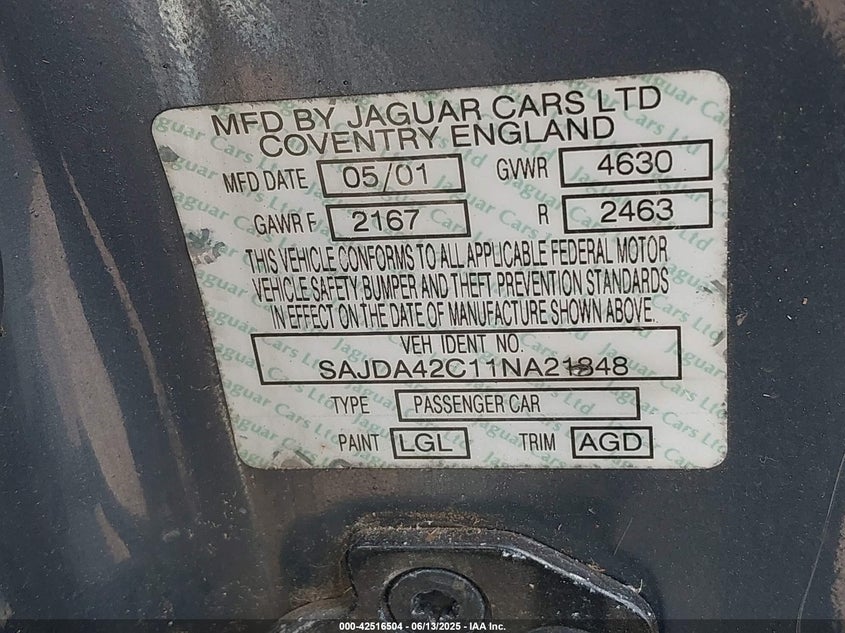 MFD BY JAGUAR CARS LTD
COVENTRY ENGLAND
MFD DATE 05/01 GVWR 4630
GAWR F 2167 R 2463
THIS VEHICLE CONFORMS TO ALL APPLICABLE FEDERAL MOTOR
VEHICLE SAFETY, BUMPER AND THEFT PREVENTION STANDARDS
IN EFFECT ON THE DATE OF MANUFACTURE SHOWN ABOVE.
VEH IDENT NO.
SAJDA42C11NA21848
TYPE PASSENGER CAR
PAINT LGL TRIM AGD
000-42516504 - 06/13/2025 - IAA Inc.